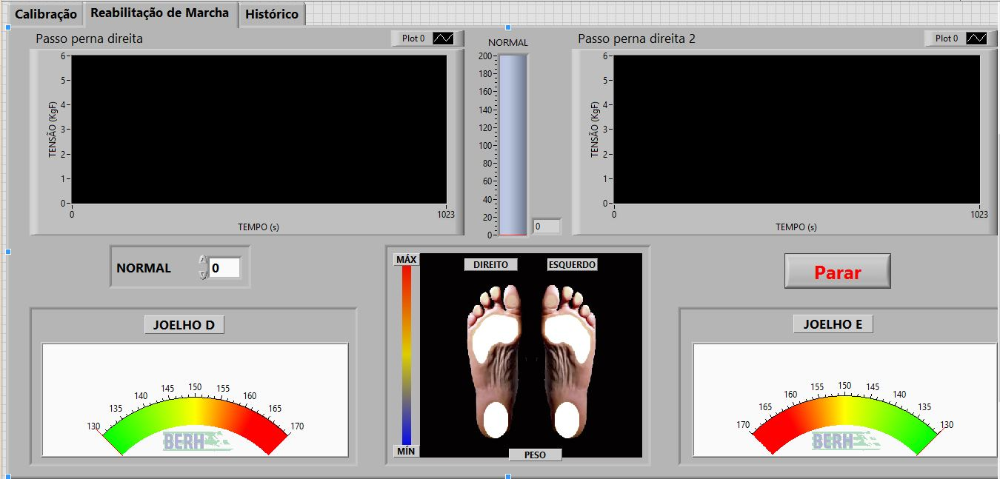 Calibração
Reabilitação de Marcha
Histórico
Passo perna direita
Plot 0
NORMAL
Passo perna direita 2
Plot 0
6
5
4
3
2
1
0
TENSÃO (KgF)
0
1023
TEMPO (s)
200
180
160
140
120
100
80
60
40
20
0
0
6
5
4
3
2
1
0
TENSÃO (KgF)
0
1023
TEMPO (s)
NORMAL
0
MÁX
DIREITO
ESQUERDO
MÍN
PESO
Parar
JOELHO D
130
135
140
145
150
155
160
165
170
BERH
JOELHO E
170
165
160
155
150
145
140
135
130
BERH